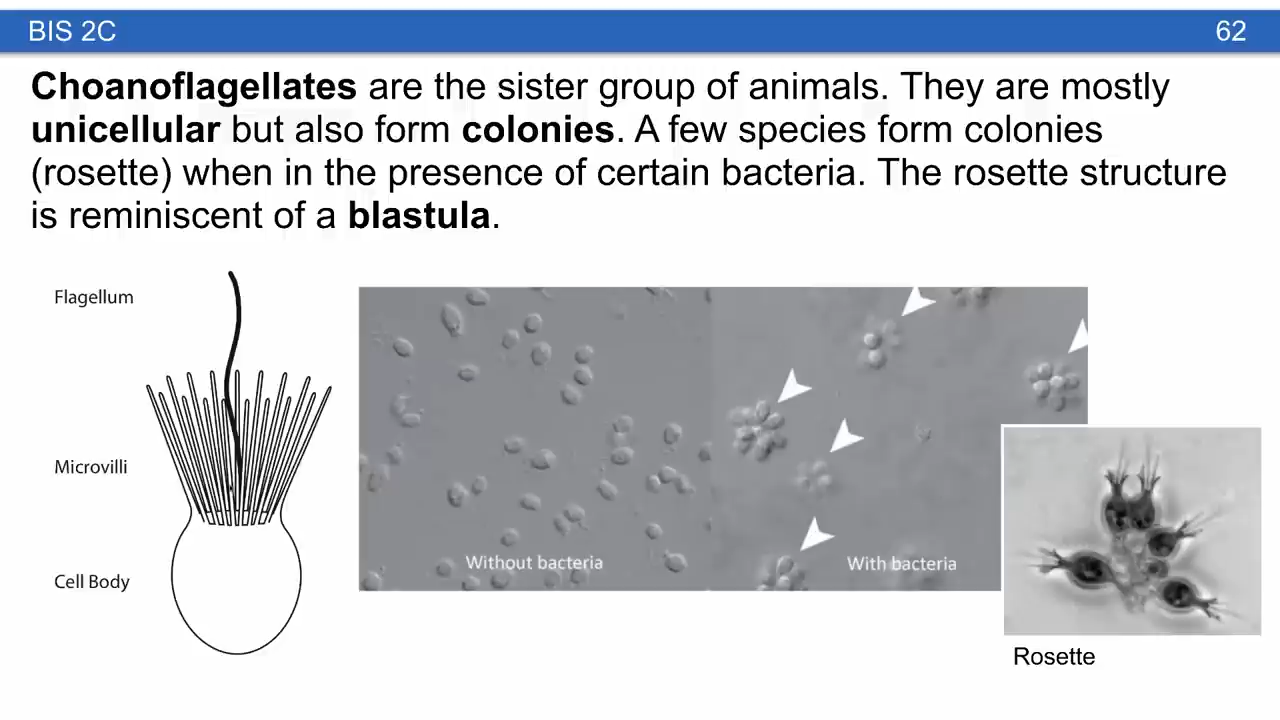 BIS 2C
62
Choanoflagellates are the sister group of animals. They are mostly
unicellular but also form colonies. A few species form colonies
(rosette) when in the presence of certain bacteria. The rosette structure
is reminiscent of a blastula.
Flagellum
Microvilli
Cell Body
Without bacteria
With bacteria
Rosette